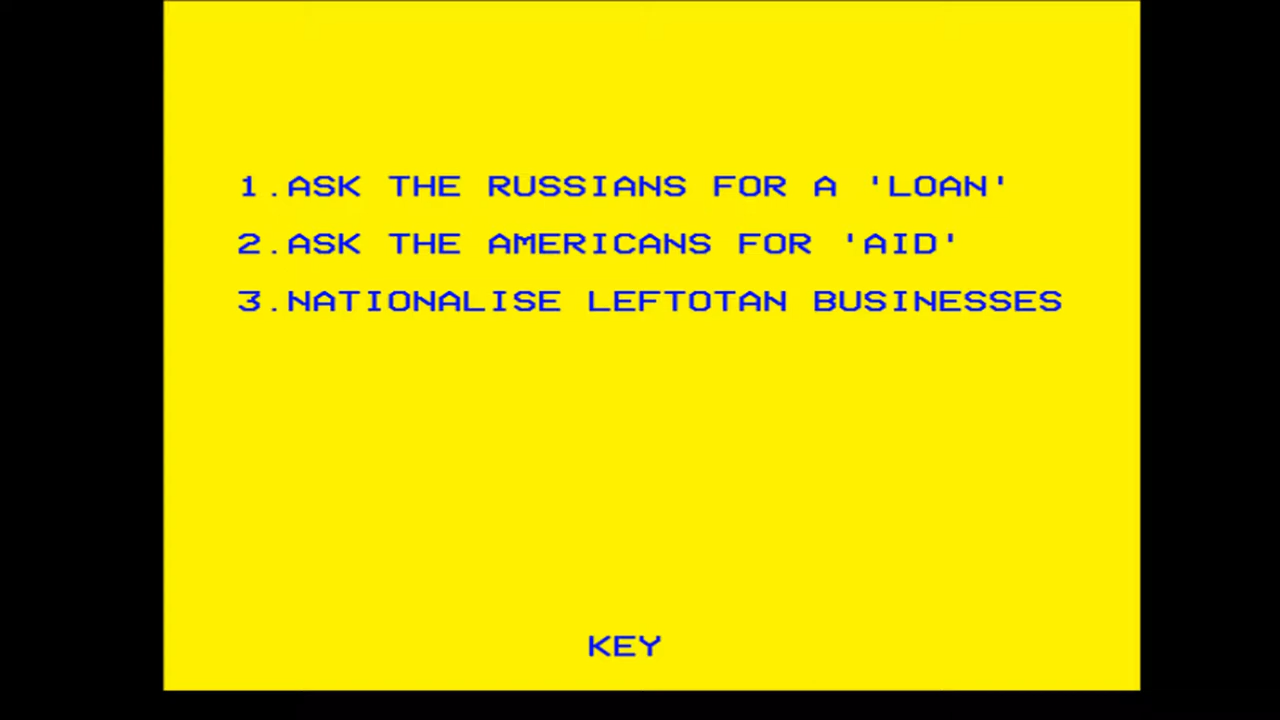 1.ASK THE RUSSIANS FOR A 'LOAN'
2.ASK THE AMERICANS FOR 'AID'
3.NATIONALISE LEFTOTAN BUSINESSES
KEY